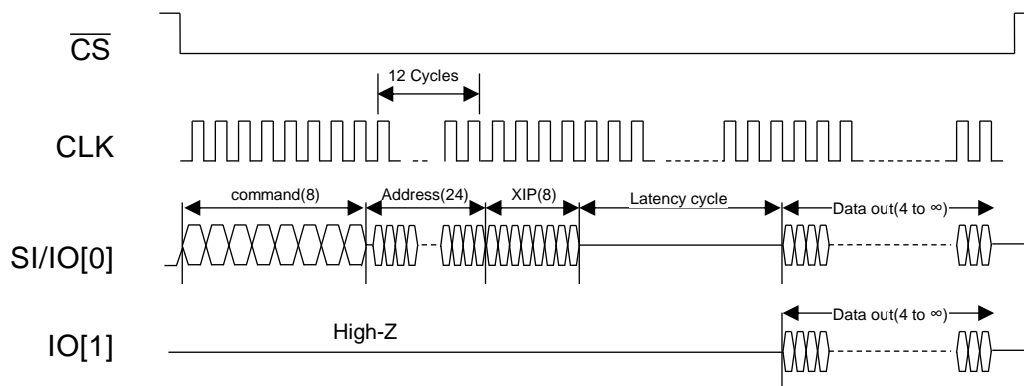 CS
12 Cycles
CLK
command(8)
Address(24)
XIP(8)
Latency cycle
Data out(4 to ∞)
SI/IO[0]
Data out(4 to ∞)
High-Z
IO[1]